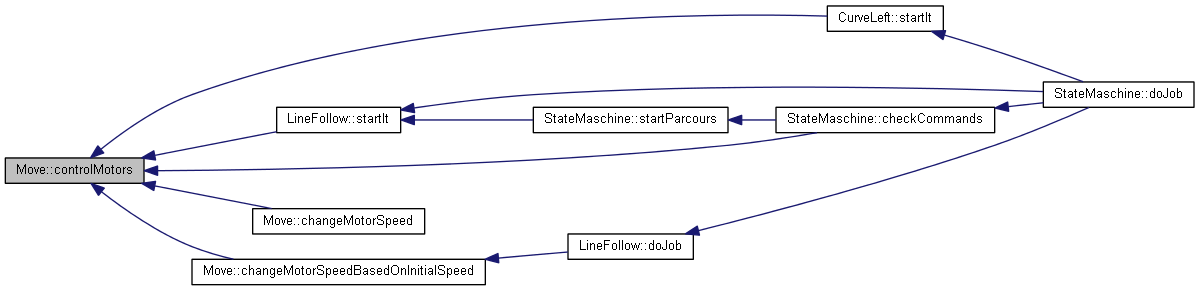 CurveLeft::startIt
StateMaschine::doJob
LineFollow::startIt
StateMaschine::startParcours
StateMaschine::checkCommands
Move::controlMotors
Move::changeMotorSpeed
LineFollow::doJob
Move::changeMotorSpeedBasedOnInitialSpeed